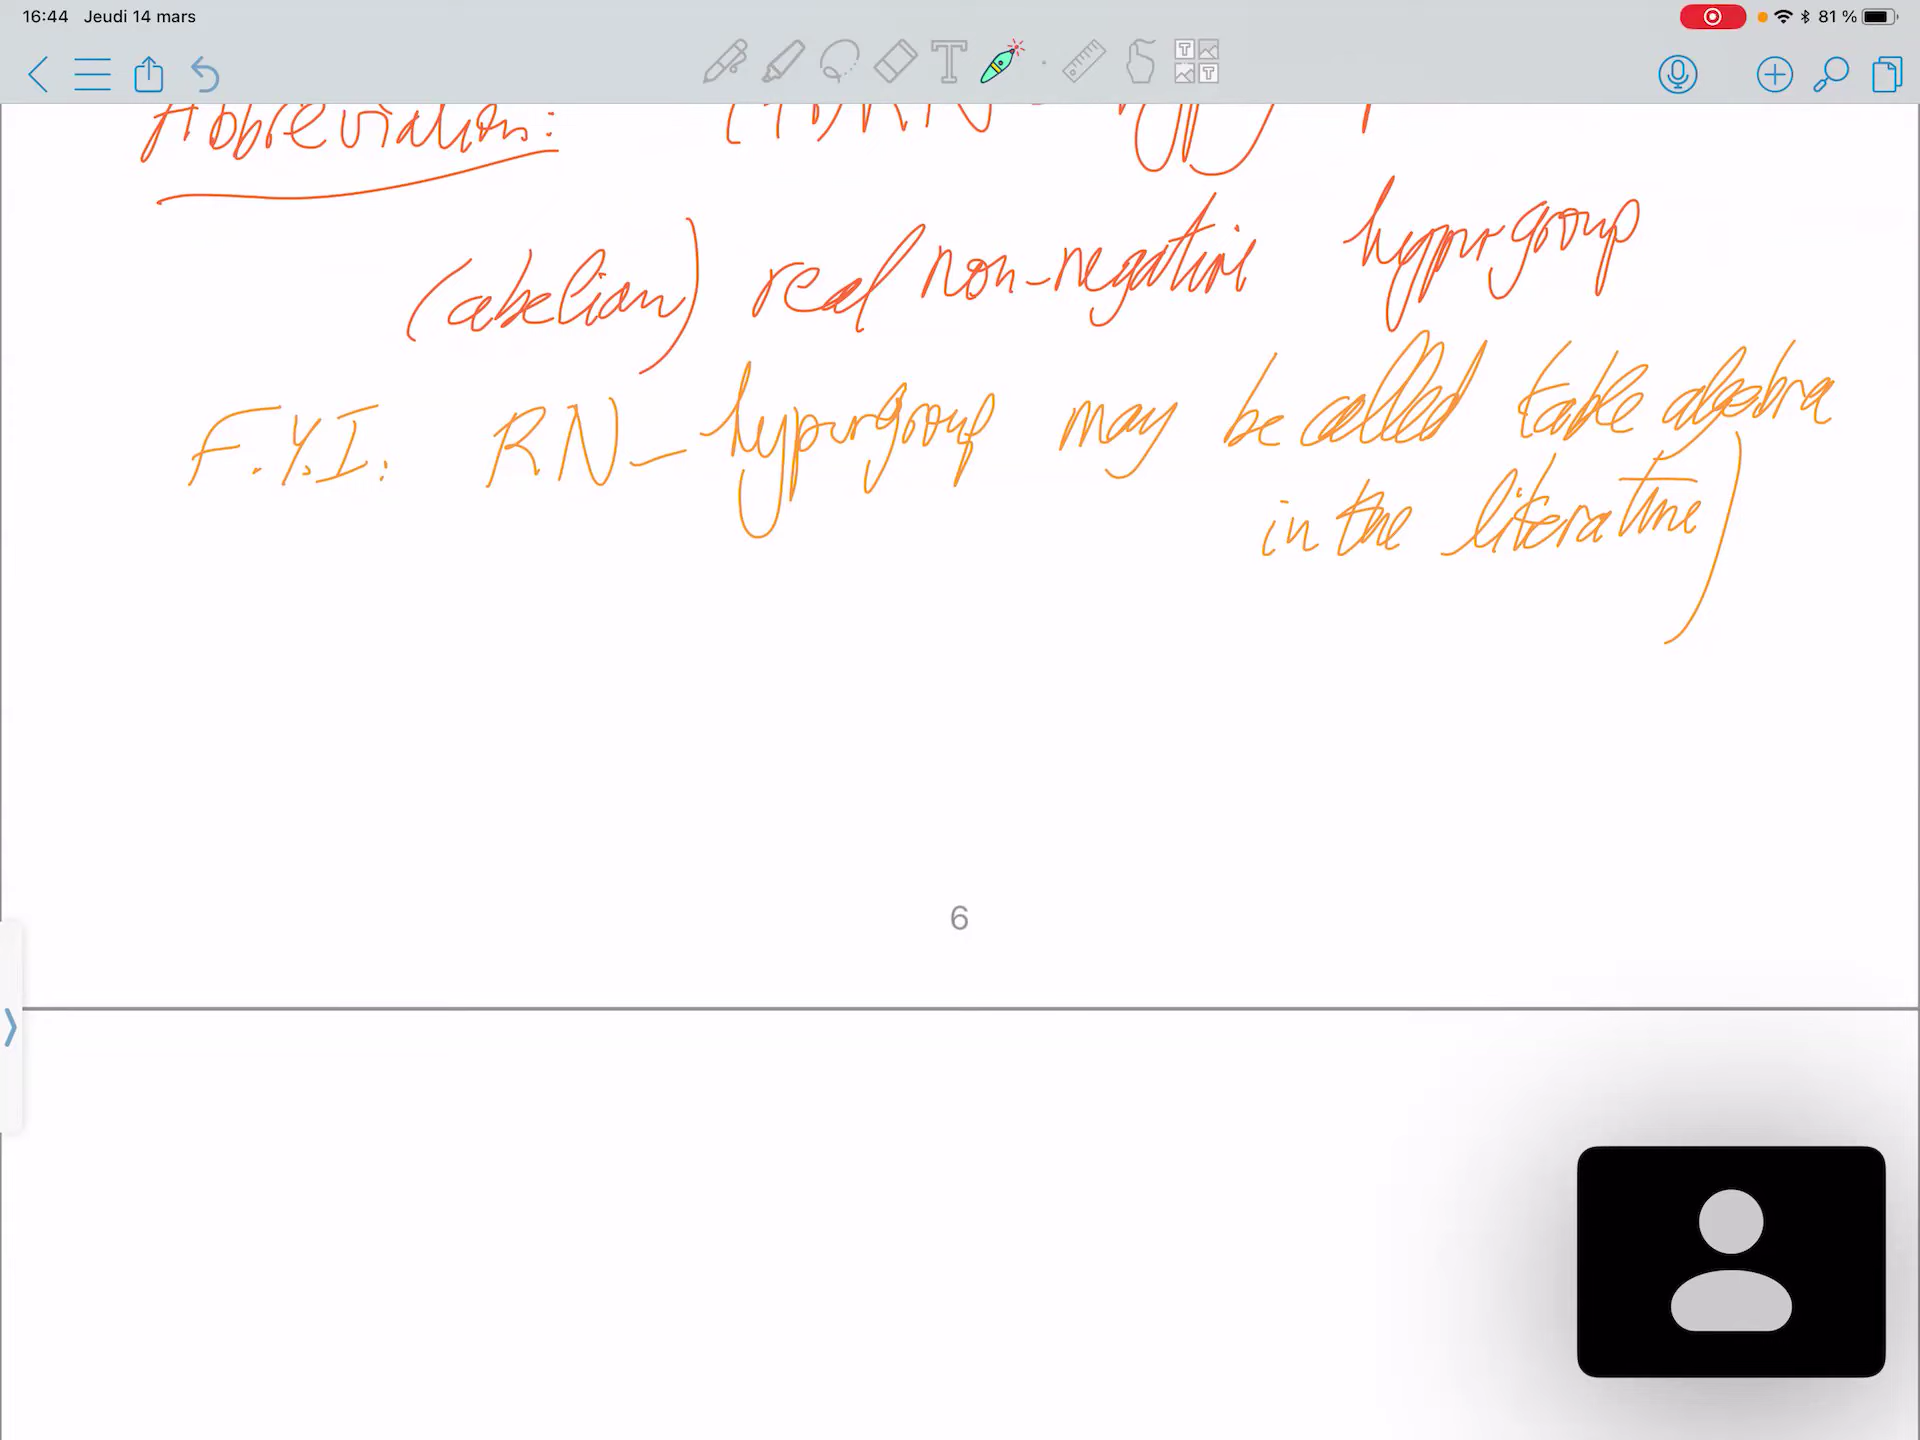 16:44 Jeudi 14 mars 81 %
Abbreviation:
(abelian) real non-negative hypergroup
F.Y.I. RN-hypergroup may be called table algebra
in the literature)
6